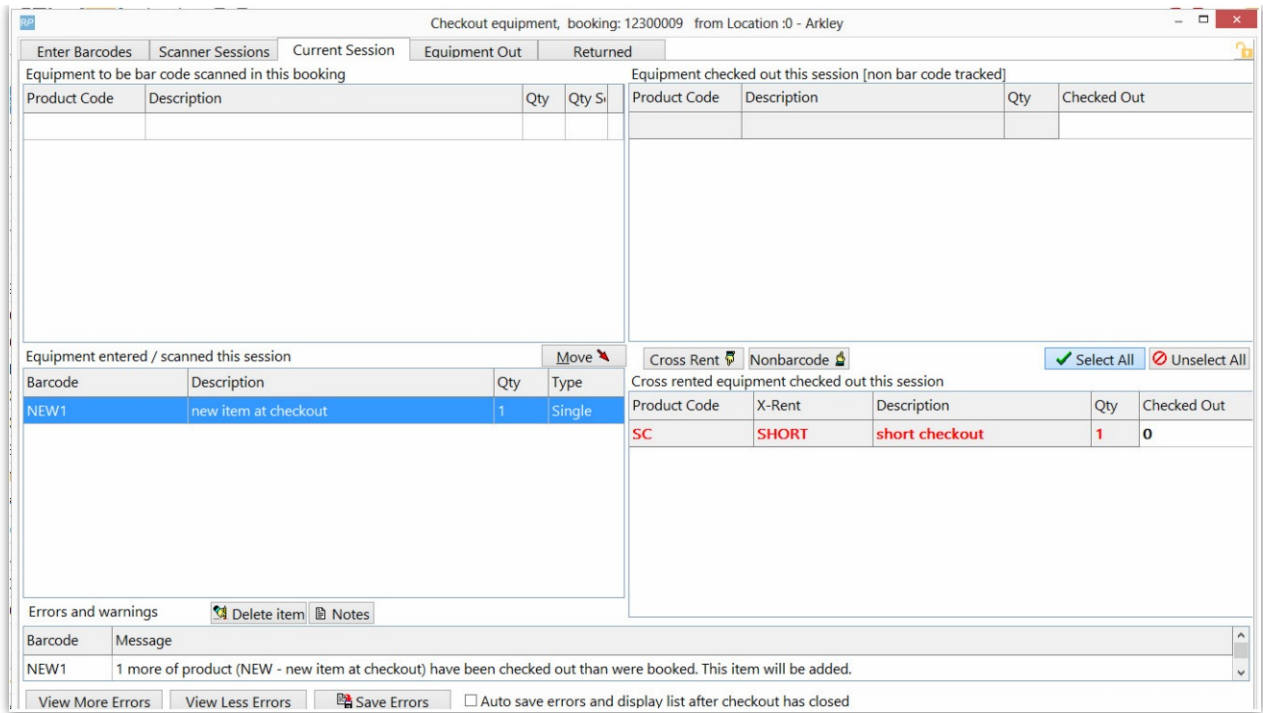 RP
Checkout equipment, booking: 12300009 from Location :0 - Arkley
Enter Barcodes Scanner Sessions Current Session Equipment Out Returned
Equipment to be bar code scanned in this booking
Product Code Description Qty Qty S
Equipment checked out this session [non bar code tracked]
Product Code Description Qty Checked Out
Equipment entered / scanned this session
Move
Barcode Description Qty Type
NEW1 new item at checkout 1 Single
Cross Rent Nonbarcode Select All Unselect All
Cross rented equipment checked out this session
Product Code X-Rent Description Qty Checked Out
SC SHORT short checkout 1 0
Errors and warnings Delete item Notes
Barcode Message
NEW1 1 more of product (NEW - new item at checkout) have been checked out than were booked. This item will be added.
View More Errors View Less Errors Save Errors Auto save errors and display list after checkout has closed